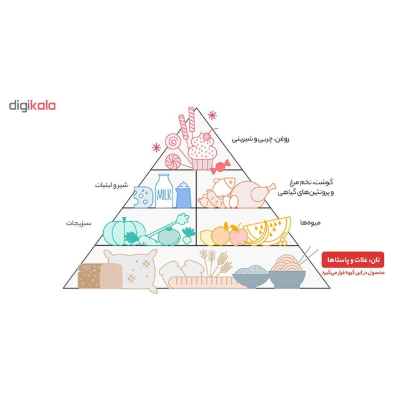 digikala
روغن، چربی و شیرینی
شیر و لبنیات
گوشت، تخم مرغ
و پروتئین‌های گیاهی
MILK
سبزیجات
میوه‌ها
نان، غلات و پاستاها
محصول در این گروه قرار می‌گیرد